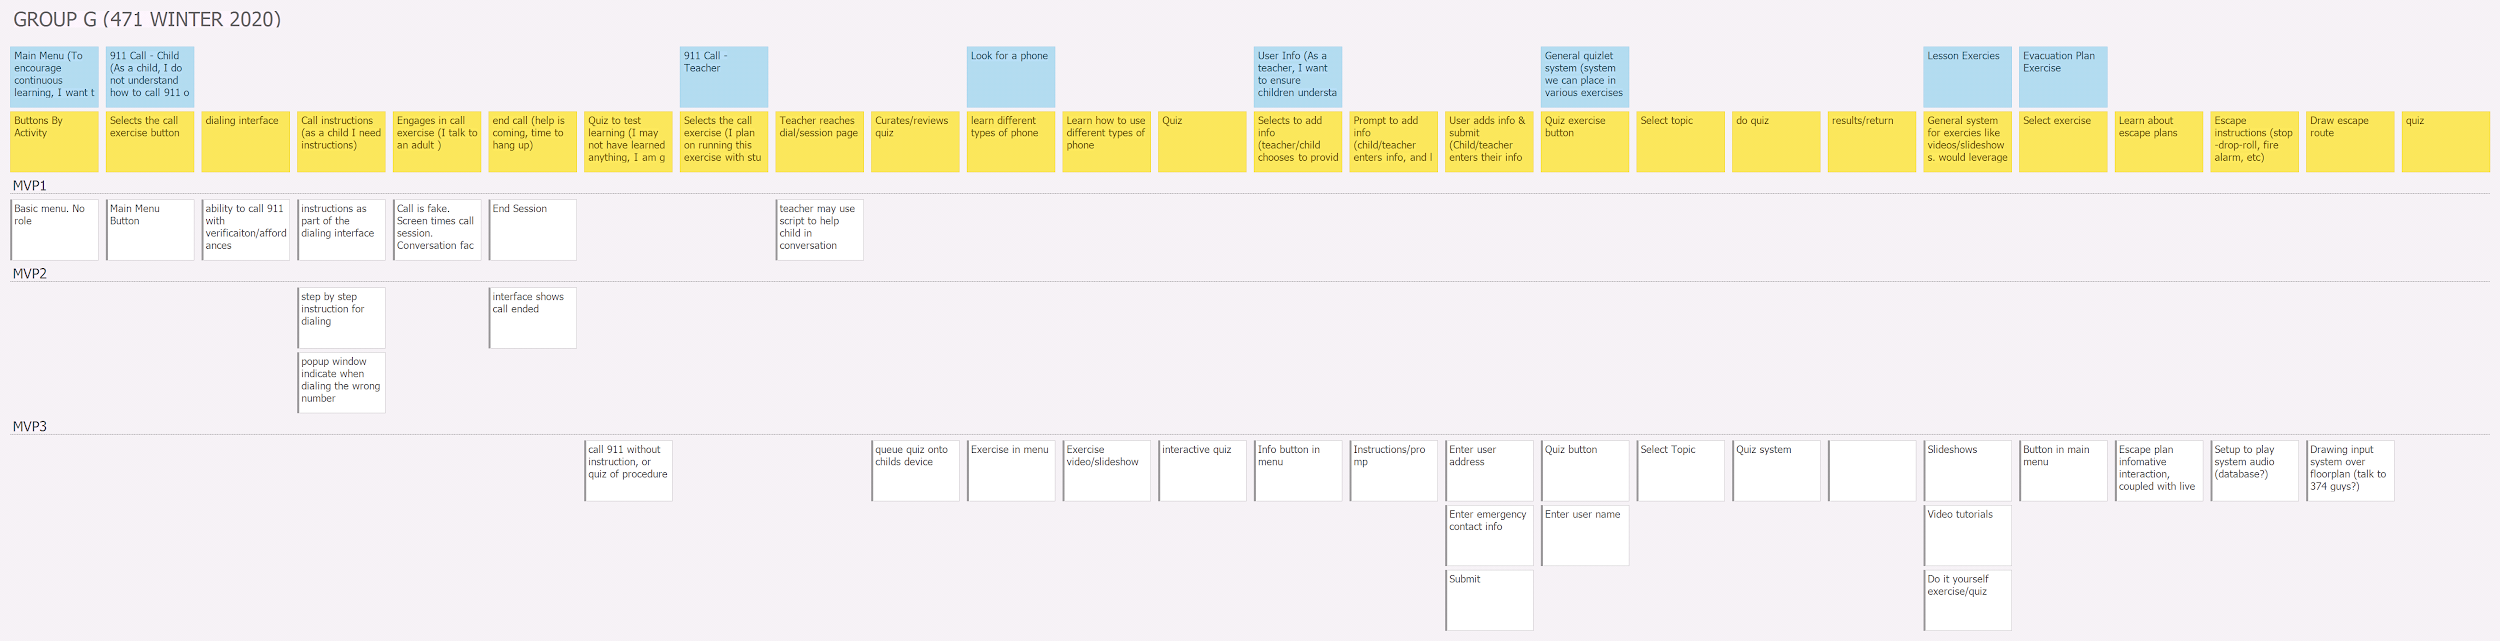 GROUP G (471 WINTER 2020)
Main Menu (To
encourage
continuous
learning, I want t
911 Call - Child
(As a child, I do
not understand
how to call 911 o
911 Call -
Teacher
Look for a phone
User Info (As a
teacher, I want
to ensure
children understa
General quizlet
system (system
we can place in
various exercises
Lesson Exercies
Evacuation Plan
Exercise
Buttons By
Activity
Selects the call
exercise button
dialing interface
Call instructions
(as a child I need
instructions)
Engages in call
exercise (I talk to
an adult )
end call (help is
coming, time to
hang up)
Quiz to test
learning (I may
not have learned
anything, I am g
Selects the call
exercise (I plan
on running this
exercise with stu
Teacher reaches
dial/session page
Curates/reviews
quiz
learn different
types of phone
Learn how to use
different types of
phone
Quiz
Selects to add
info
(teacher/child
chooses to provid
Prompt to add
info
(child/teacher
enters info, and l
User adds info &
submit
(Child/teacher
enters their info
Quiz exercise
button
Select topic
do quiz
results/return
General system
for exercies like
videos/slideshow
s. would leverage
Select exercise
Learn about
escape plans
Escape
instructions (stop
-drop-roll, fire
alarm, etc)
Draw escape
route
quiz
MVP1
Basic menu. No
role
Main Menu
Button
ability to call 911
with
verificaiton/afford
ances
instructions as
part of the
dialing interface
Call is fake.
Screen times call
session.
Conversation fac
End Session
teacher may use
script to help
child in
conversation
MVP2
step by step
instruction for
dialing
interface shows
call ended
popup window
indicate when
dialing the wrong
number
MVP3
call 911 without
instruction, or
quiz of procedure
queue quiz onto
childs device
Exercise in menu
Exercise
video/slideshow
interactive quiz
Info button in
menu
Instructions/pro
mp
Enter user
address
Quiz button
Select Topic
Quiz system
Slideshows
Button in main
menu
Escape plan
infomative
interaction,
coupled with live
Setup to play
system audio
(database?)
Drawing input
system over
floorplan (talk to
374 guys?)
Enter emergency
contact info
Enter user name
Video tutorials
Submit
Do it yourself
exercise/quiz